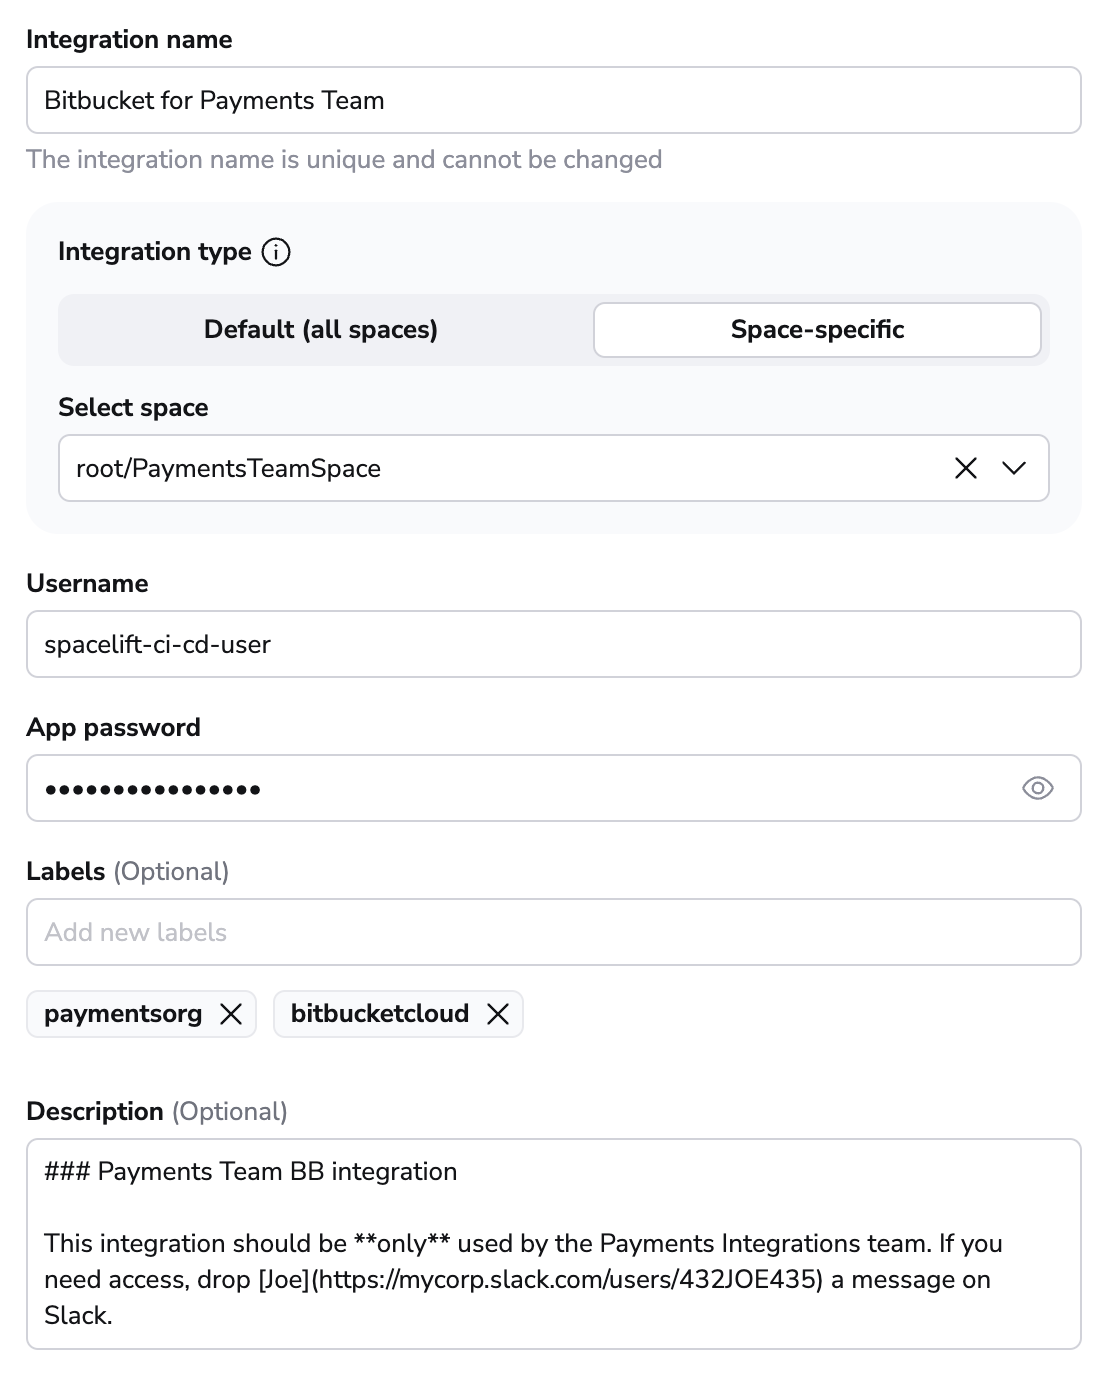 Integration name
Bitbucket for Payments Team
The integration name is unique and cannot be changed
Integration type
Default (all spaces) Space-specific
Select space
root/PaymentsTeamSpace
Username
spacelift-ci-cd-user
App password
••••••••••••••••
Labels (Optional)
Add new labels
paymentsorg bitbucketcloud
Description (Optional)
### Payments Team BB integration
This integration should be **only** used by the Payments Integrations team. If you
need access, drop [Joe](https://mycorp.slack.com/users/432JOE435) a message on
Slack.